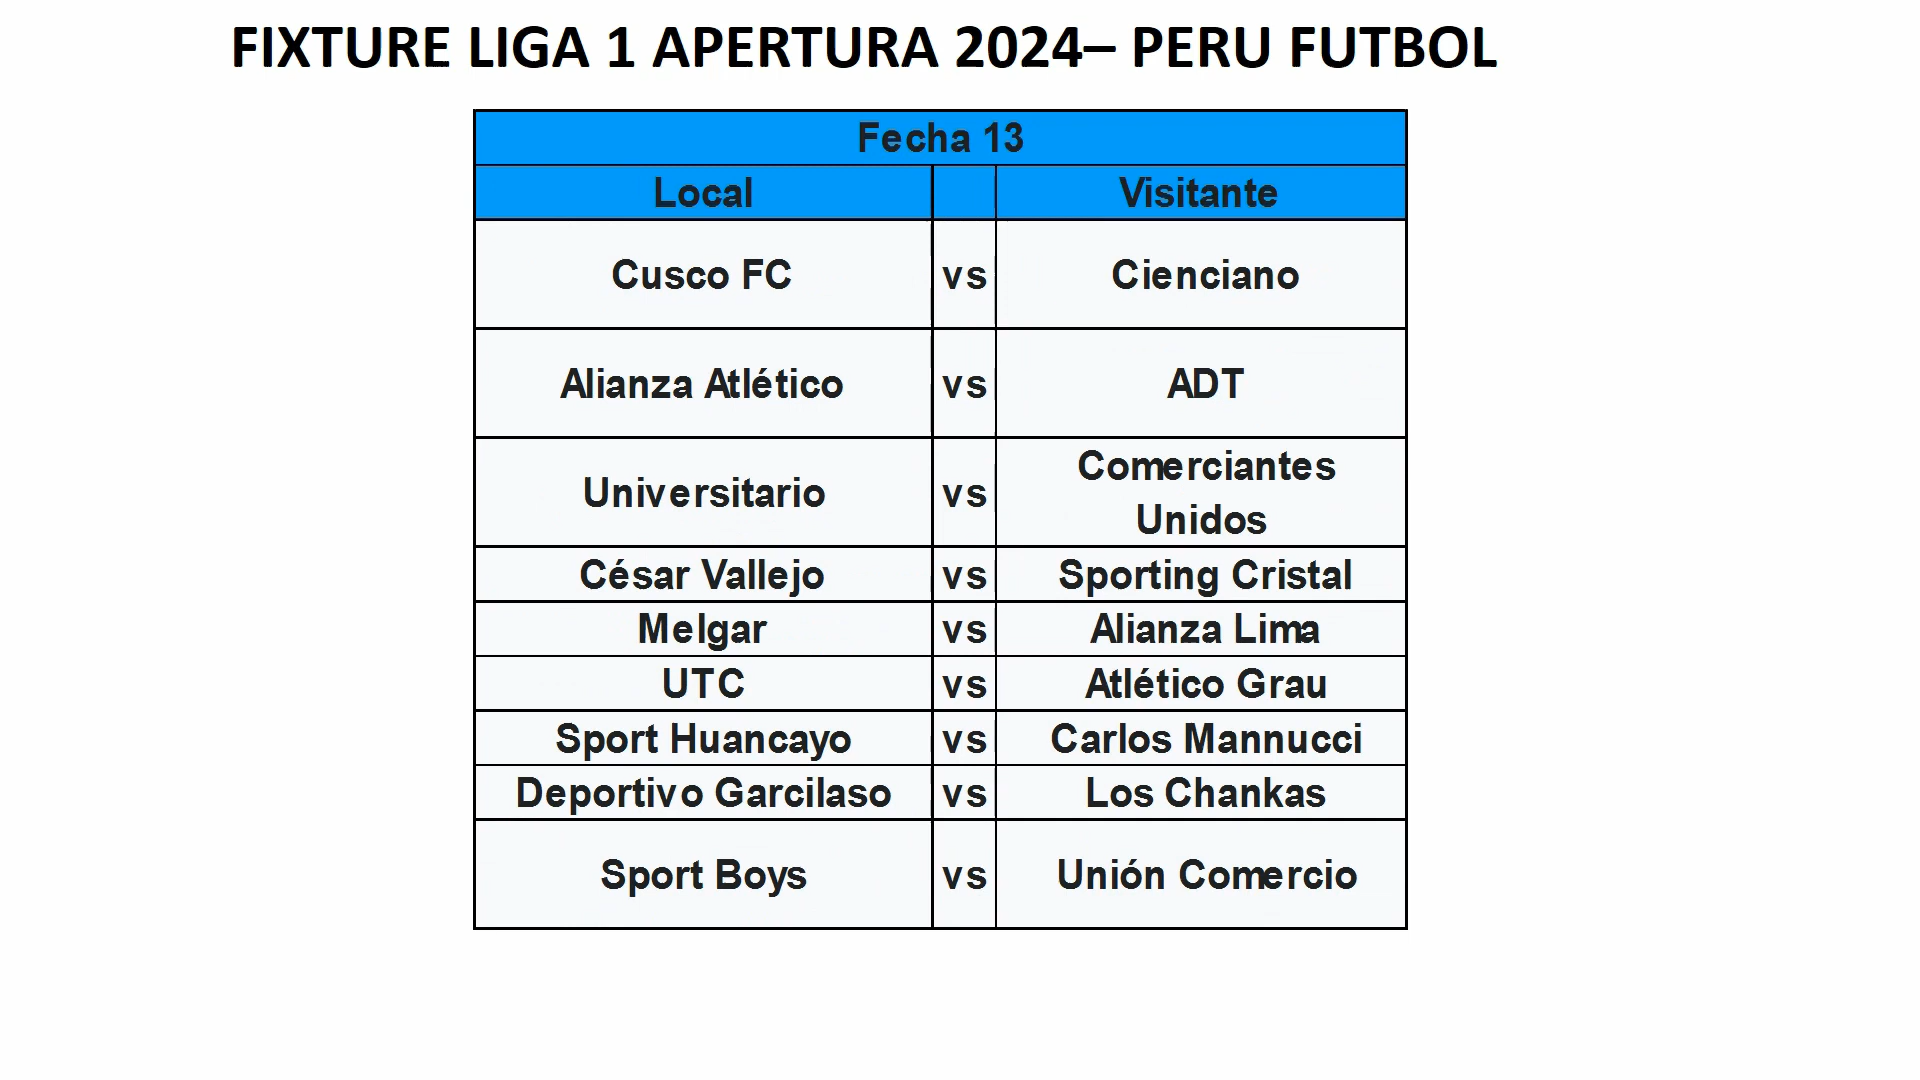 FIXTURE LIGA 1 APERTURA 2024– PERU FUTBOL
Fecha 13
Local Visitante
Cusco FC vs Cienciano
Alianza Atlético vs ADT
Universitario vs Comerciantes
Unidos
César Vallejo vs Sporting Cristal
Melgar vs Alianza Lima
UTC vs Atlético Grau
Sport Huancayo vs Carlos Mannucci
Deportivo Garcilaso vs Los Chankas
Sport Boys vs Unión Comercio